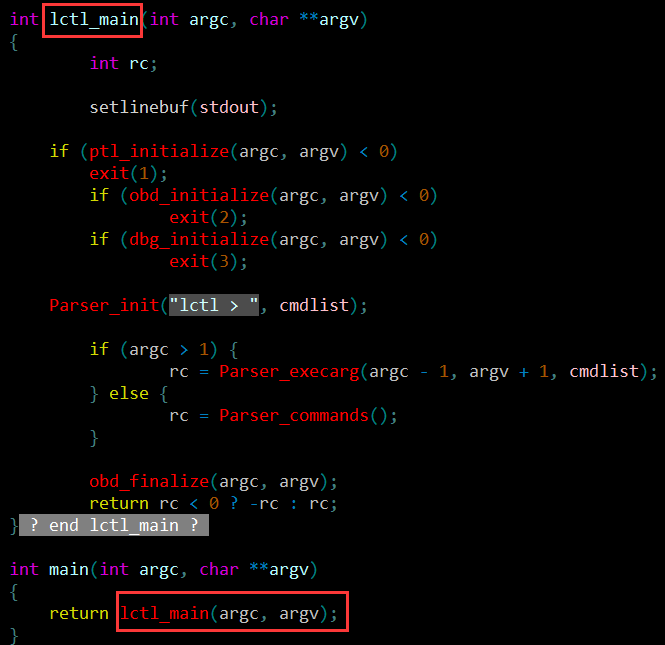 int lctl_main(int argc, char **argv)
{
        int rc;

        setlinebuf(stdout);

    if (ptl_initialize(argc, argv) < 0)
        exit(1);
        if (obd_initialize(argc, argv) < 0)
                exit(2);
        if (dbg_initialize(argc, argv) < 0)
                exit(3);

    Parser_init("lctl > ", cmdlist);

        if (argc > 1) {
                rc = Parser_execarg(argc - 1, argv + 1, cmdlist);
        } else {
                rc = Parser_commands();
        }

        obd_finalize(argc, argv);
        return rc < 0 ? -rc : rc;
} ? end lctl_main ?

int main(int argc, char **argv)
{
    return lctl_main(argc, argv);
}